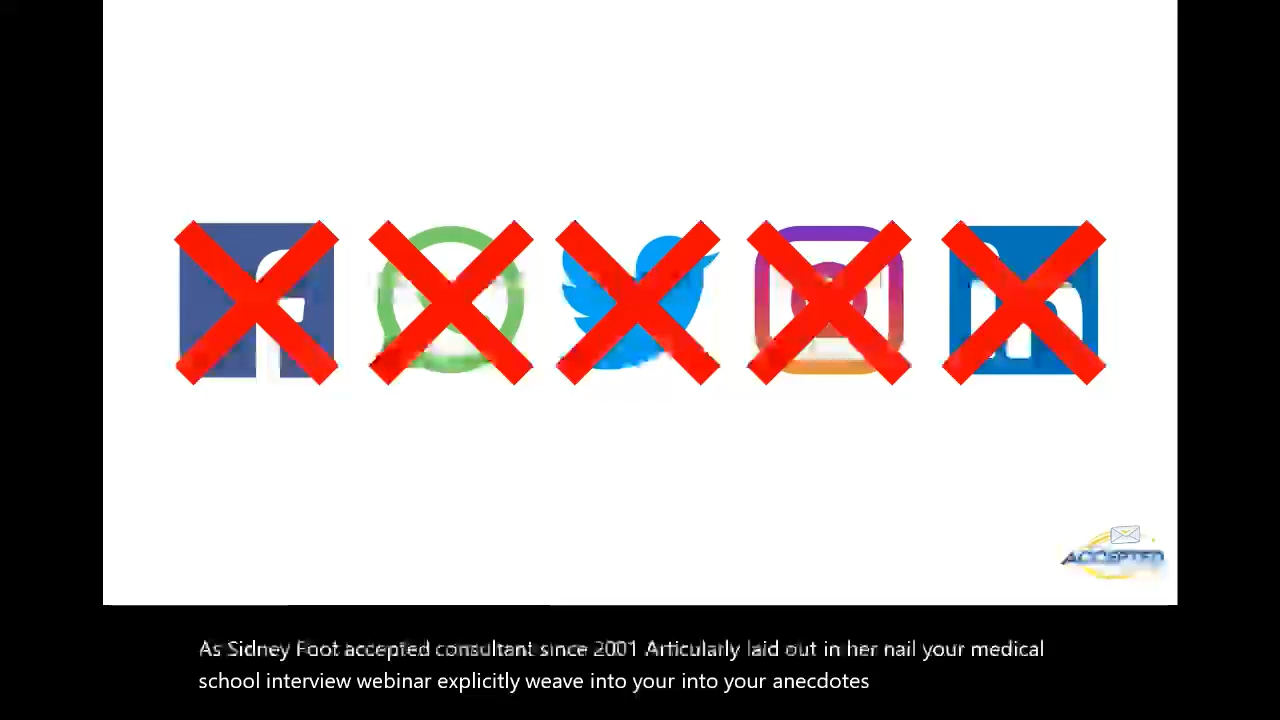 ACCEPTED
As Sidney Foot accepted consultant since 2001 Articularly laid out in her nail your medical
school interview webinar explicitly weave into your into your anecdotes